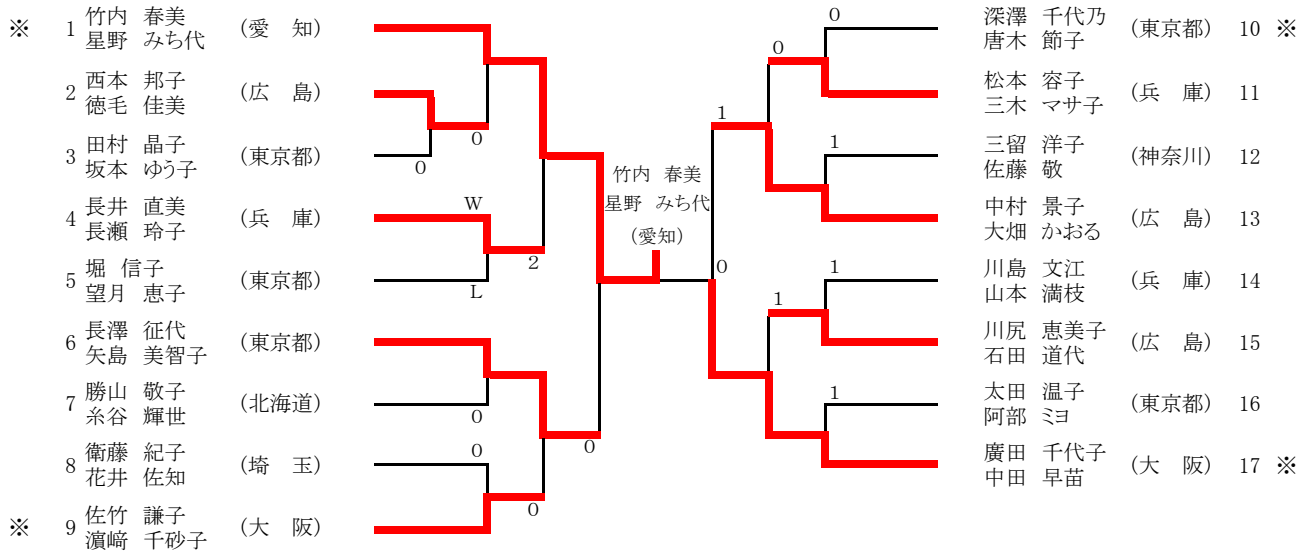 ※ 1 竹内 春美
星野 みち代 (愛 知)
2 西本 邦子
徳毛 佳美 (広 島)
3 田村 晶子
坂本 ゆう子 (東京都)
0
0
4 長井 直美
長瀬 玲子 (兵 庫)
W
5 堀 信子
望月 恵子 (東京都)
L
2
6 長澤 征代
矢島 美智子 (東京都)
7 勝山 敬子
糸谷 輝世 (北海道)
0
8 衛藤 紀子
花井 佐知 (埼 玉)
0
0
※ 9 佐竹 謙子
濵﨑 千砂子 (大 阪)
0
竹内 春美
星野 みち代
(愛知)
0
深澤 千代乃
唐木 節子 (東京都) 10 ※
0
松本 容子
三木 マサ子 (兵 庫) 11
1
1
三留 洋子
佐藤 敬 (神奈川) 12
中村 景子
大畑 かおる (広 島) 13
0
1
川島 文江
山本 満枝 (兵 庫) 14
1
川尻 恵美子
石田 道代 (広 島) 15
1
太田 温子
阿部 ミヨ (東京都) 16
廣田 千代子
中田 早苗 (大 阪) 17 ※